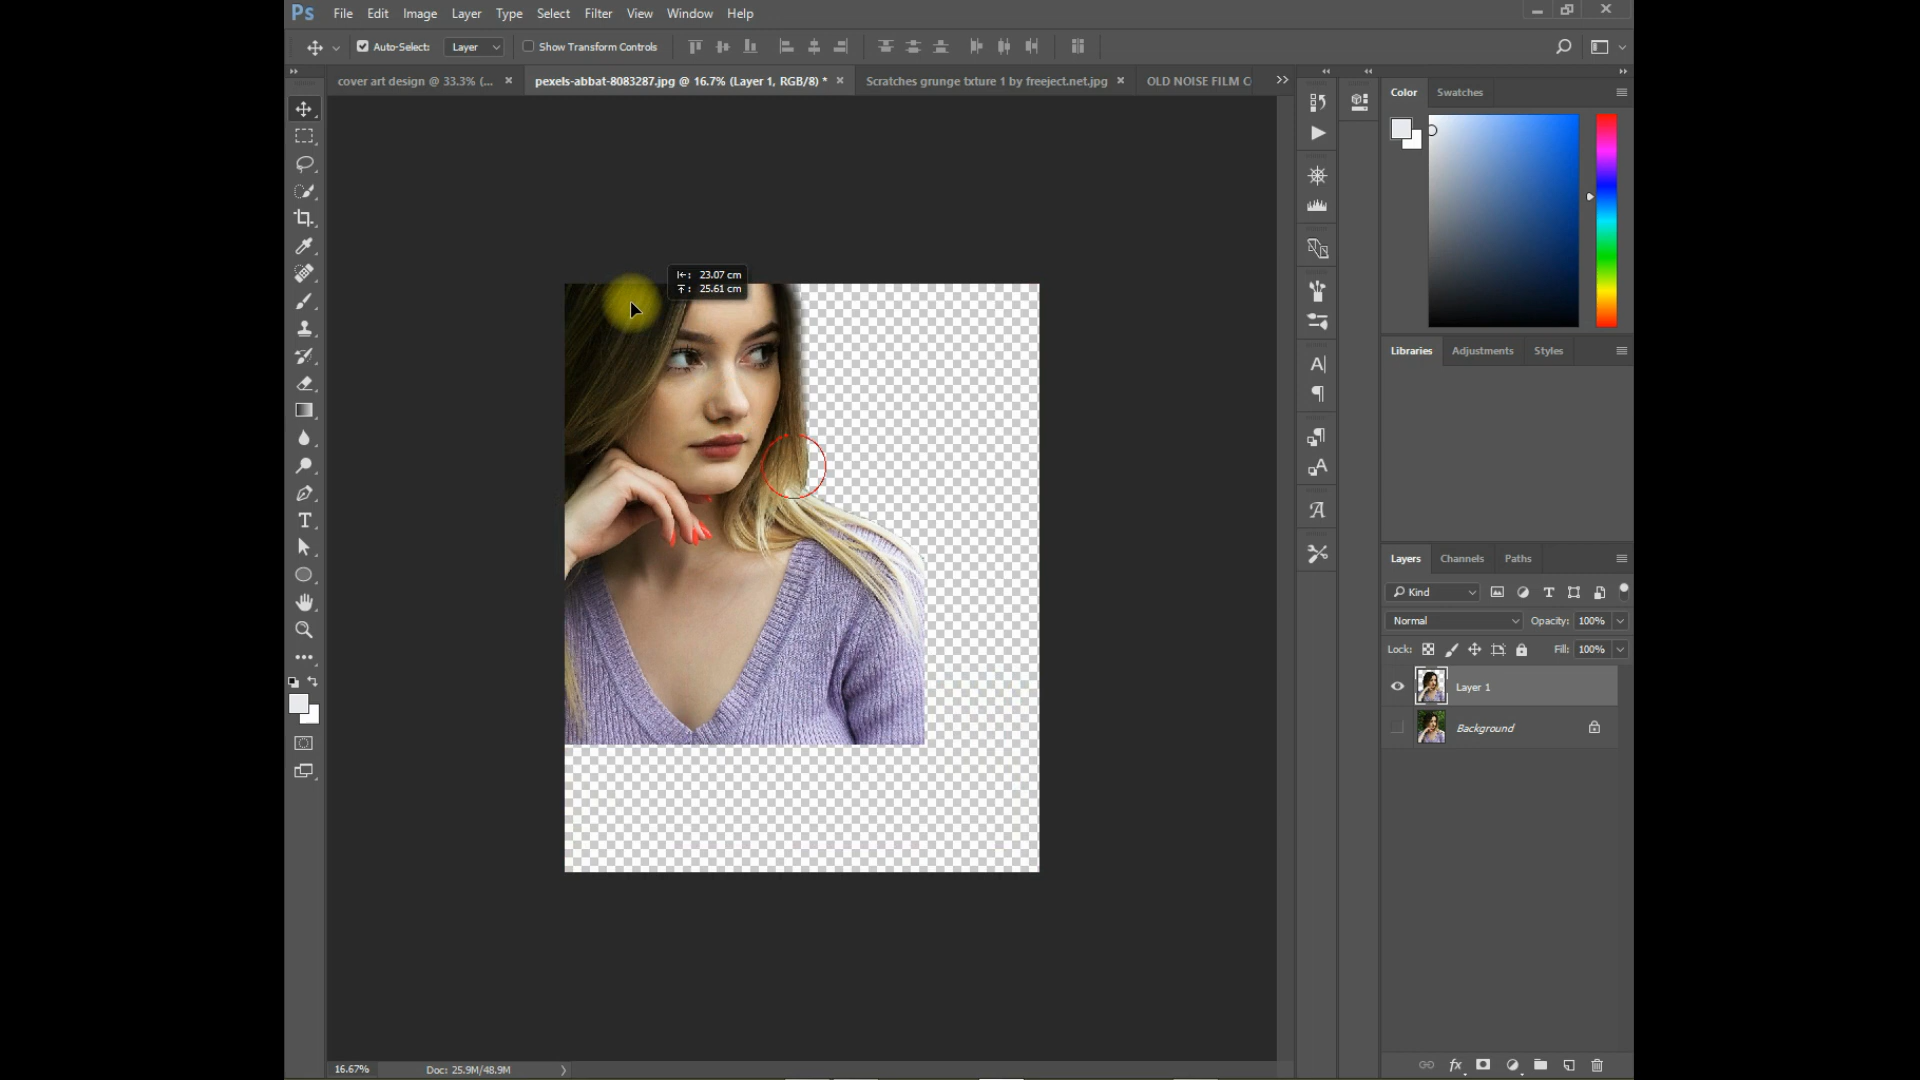 Ps File Edit Image Layer Type Select Filter View Window Help
Auto-Select: Layer Show Transform Controls
cover art design @ 33.3% (... × pexels-abbat-8083287.jpg @ 16.7% (Layer 1, RGB/8) * × Scratches grunge txture 1 by freeject.net.jpg × OLD NOISE FILM C
Color Swatches
23.07 cm
25.61 cm
Libraries Adjustments Styles
Layers Channels Paths
Kind
Normal Opacity: 100%
Lock: Fill: 100%
Layer 1
Background
16.67% Doc: 25.9M/48.9M